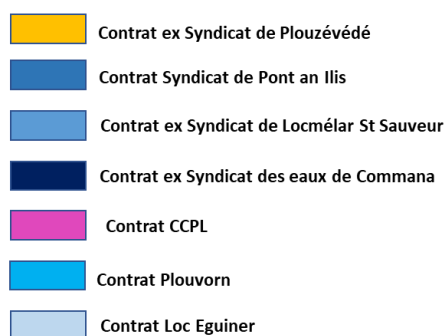 Contrat ex Syndicat de Plouzévédé
Contrat Syndicat de Pont an Ilis
Contrat ex Syndicat de Locmélar St Sauveur
Contrat ex Syndicat des eaux de Commana
Contrat CCPL
Contrat Plouvorn
Contrat Loc Eguiner